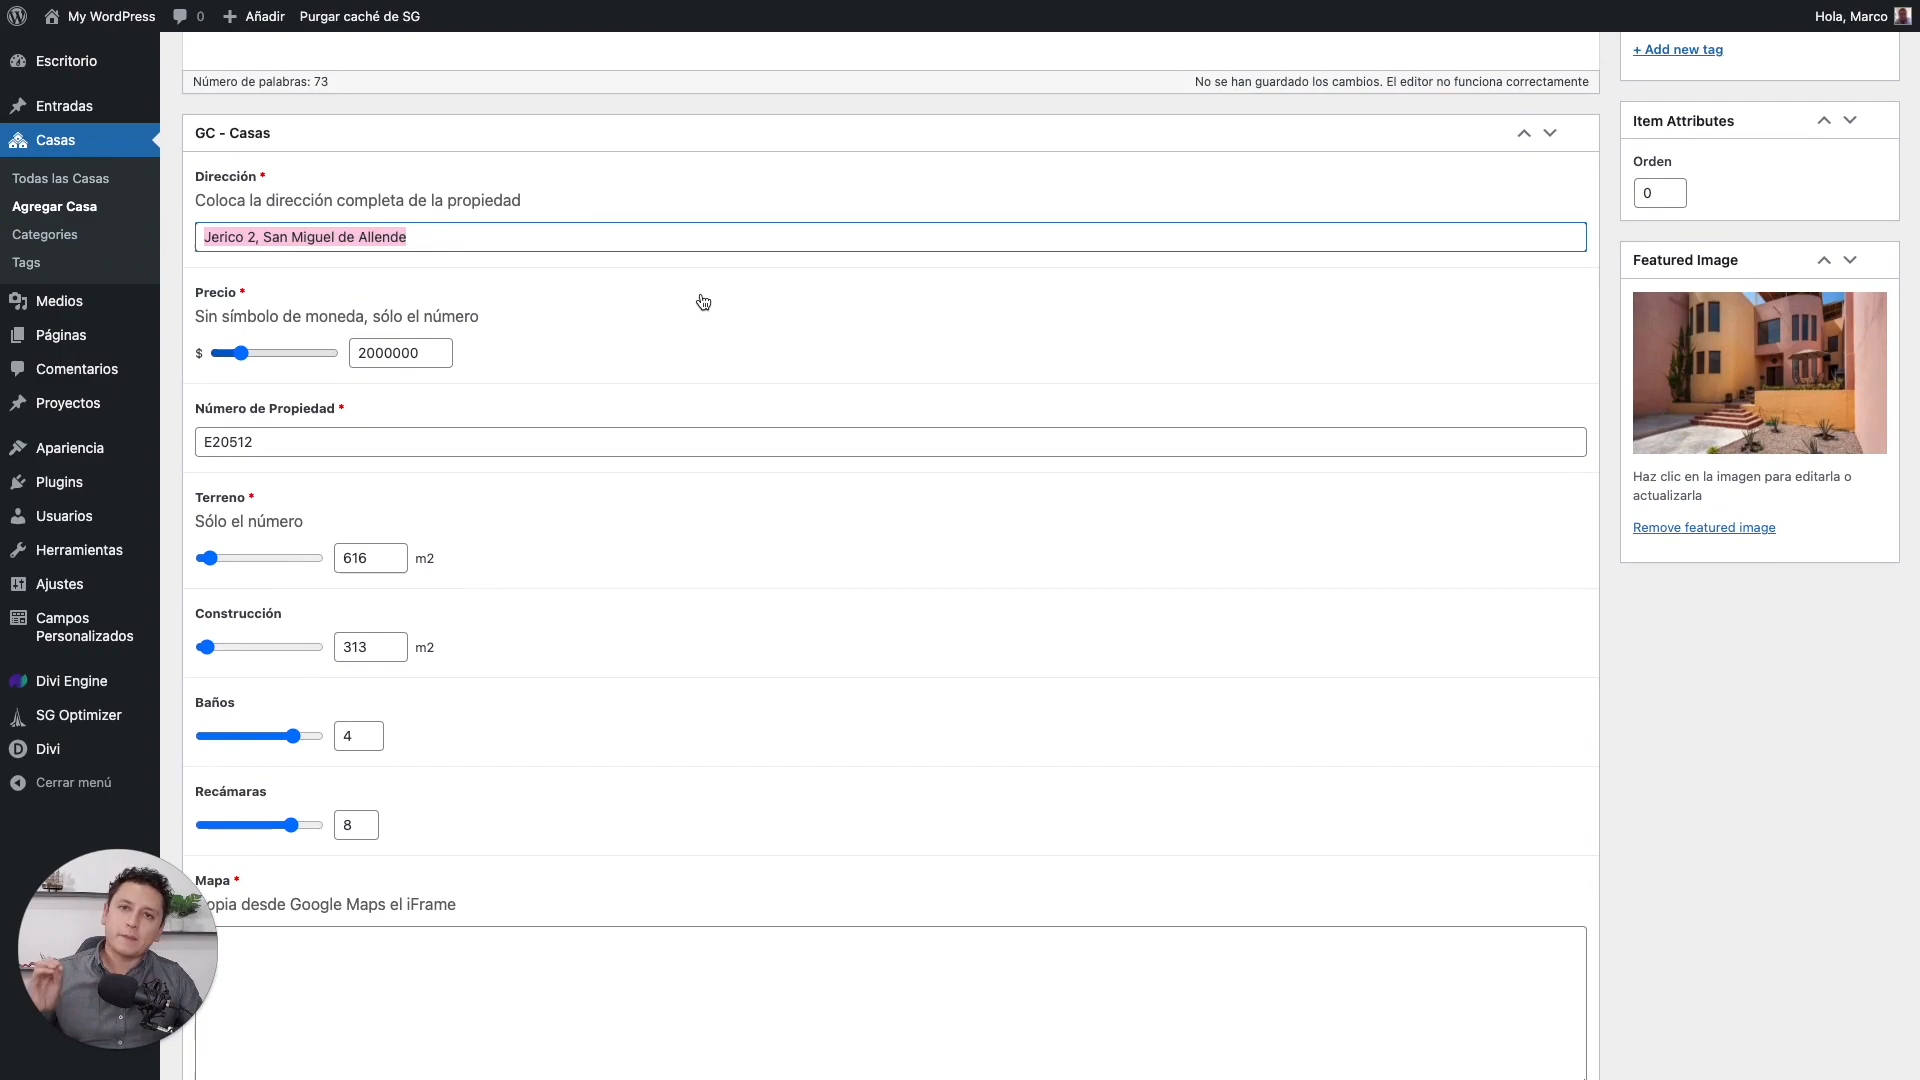 My WordPress
0
Añadir
Purgar caché de SG
Hola, Marco
Escritorio
Entradas
Casas
Todas las Casas
Agregar Casa
Categories
Tags
Medios
Páginas
Comentarios
Proyectos
Apariencia
Plugins
Usuarios
Herramientas
Ajustes
Campos
Personalizados
Divi Engine
SG Optimizer
Divi
Cerrar menú
Número de palabras: 73
No se han guardado los cambios. El editor no funciona correctamente
GC - Casas
Dirección *
Coloca la dirección completa de la propiedad
Jerico 2, San Miguel de Allende
Precio *
Sin símbolo de moneda, sólo el número
$
2000000
Número de Propiedad *
E20512
Terreno *
Sólo el número
616
m2
Construcción
313
m2
Baños
4
Recámaras
8
Mapa *
opia desde Google Maps el iFrame
+ Add new tag
Item Attributes
Orden
0
Featured Image
Haz clic en la imagen para editarla o
actualizarla
Remove featured image